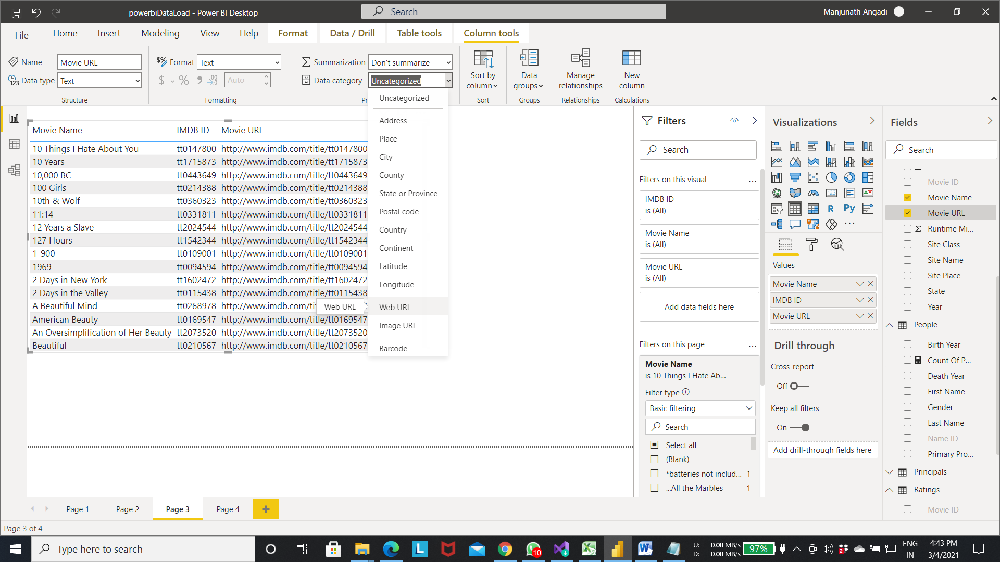 powerbiDataLoad - Power BI Desktop
Search
Manjunath Angadi
File
Home
Insert
Modeling
View
Help
Format
Data / Drill
Table tools
Column tools
Name
Movie URL
Data type
Text
Structure
$% Format
Text
$ % 9 .00
Auto
Formatting
Summarization
Don't summarize
Data category
Uncategorized
Sort by
column
Sort
Data
groups
Groups
Manage
relationships
Relationships
New
column
Calculations
Uncategorized
Address
Place
City
County
State or Province
Postal code
Country
Continent
Latitude
Longitude
Web URL
Image URL
Barcode
Web URL
Movie Name IMDB ID Movie URL
10 Things I Hate About You tt0147800 http://www.imdb.com/title/tt0147800
10 Years tt1715873 http://www.imdb.com/title/tt1715873
10,000 BC tt0443649 http://www.imdb.com/title/tt0443649
100 Girls tt0214388 http://www.imdb.com/title/tt0214388
10th & Wolf tt0360323 http://www.imdb.com/title/tt0360323
11:14 tt0331811 http://www.imdb.com/title/tt0331811
12 Years a Slave tt2024544 http://www.imdb.com/title/tt2024544
127 Hours tt1542344 http://www.imdb.com/title/tt1542344
1-900 tt0109001 http://www.imdb.com/title/tt0109001
1969 tt0094594 http://www.imdb.com/title/tt0094594
2 Days in New York tt1602472 http://www.imdb.com/title/tt1602472
2 Days in the Valley tt0115438 http://www.imdb.com/title/tt0115438
A Beautiful Mind tt0268978 http://www.imdb.com/tit
American Beauty tt0169547 http://www.imdb.com/title/tt0169547
An Oversimplification of Her Beauty tt2073520 http://www.imdb.com/title/tt2073520
Beautiful tt0210567 http://www.imdb.com/title/tt0210567
Filters
Search
Filters on this visual ...
IMDB ID
is (All)
Movie Name
is (All)
Movie URL
is (All)
Add data fields here
Filters on this page ...
Movie Name
is 10 Things I Hate Ab...
Filter type
Basic filtering
Search
Select all
(Blank)
*batteries not includ... 1
...All the Marbles 1
Visualizations
123
R Py
...
Values
Movie Name
IMDB ID
Movie URL
Drill through
Cross-report
Off
Keep all filters
On
Add drill-through fields here
Fields
Search
Movie ID
Movie Name
Movie URL
Runtime Mi...
Site Class
Site Name
Site Place
State
Year
People
Birth Year
Count Of P...
Death Year
First Name
Gender
Last Name
Name ID
Primary Pro...
Principals
Ratings
Movie ID
Page 1
Page 2
Page 3
Page 4
+
Page 3 of 4
Type here to search
L
10
U: 0.00 MB/s
D: 0.00 MB/s
97%
2
ENG
IN
4:43 PM
3/4/2021